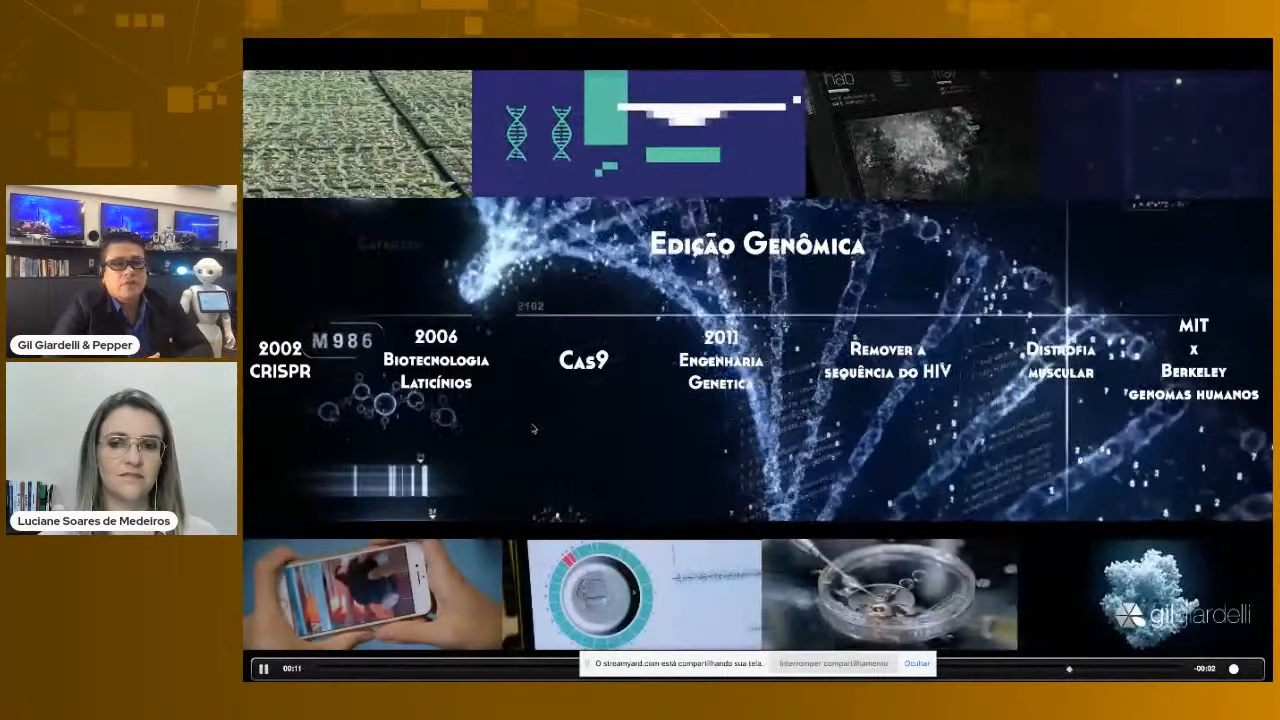 hab
Edição Genômica
2102
M986
2002
CRISPR
2006
Biotecnologia
Laticínios
Cas9
2011
Engenharia
Genetica
Remover a
sequência do HIV
Distrofia
muscular
MIT
x
Berkeley
genomas humanos
Gil Giardelli & Pepper
Luciane Soares de Medeiros
gilgiardelli
00:11
O streamyard.com está compartilhando sua tela.
Interromper compartilhamento
Ocultar
-00:02